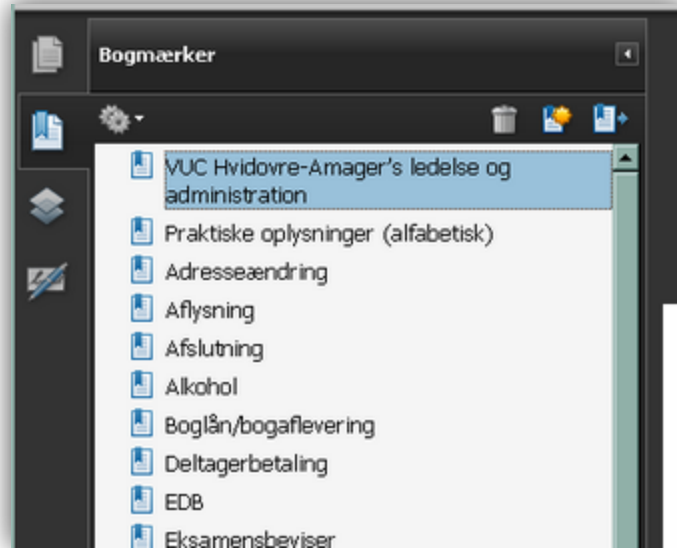 Bogmærker
VUC Hvidovre-Amager's ledelse og
administration
Praktiske oplysninger (alfabetisk)
Adresseændring
Aflysning
Afslutning
Alkohol
Boglån/bogaflevering
Deltagerbetaling
EDB
Eksamensbeviser